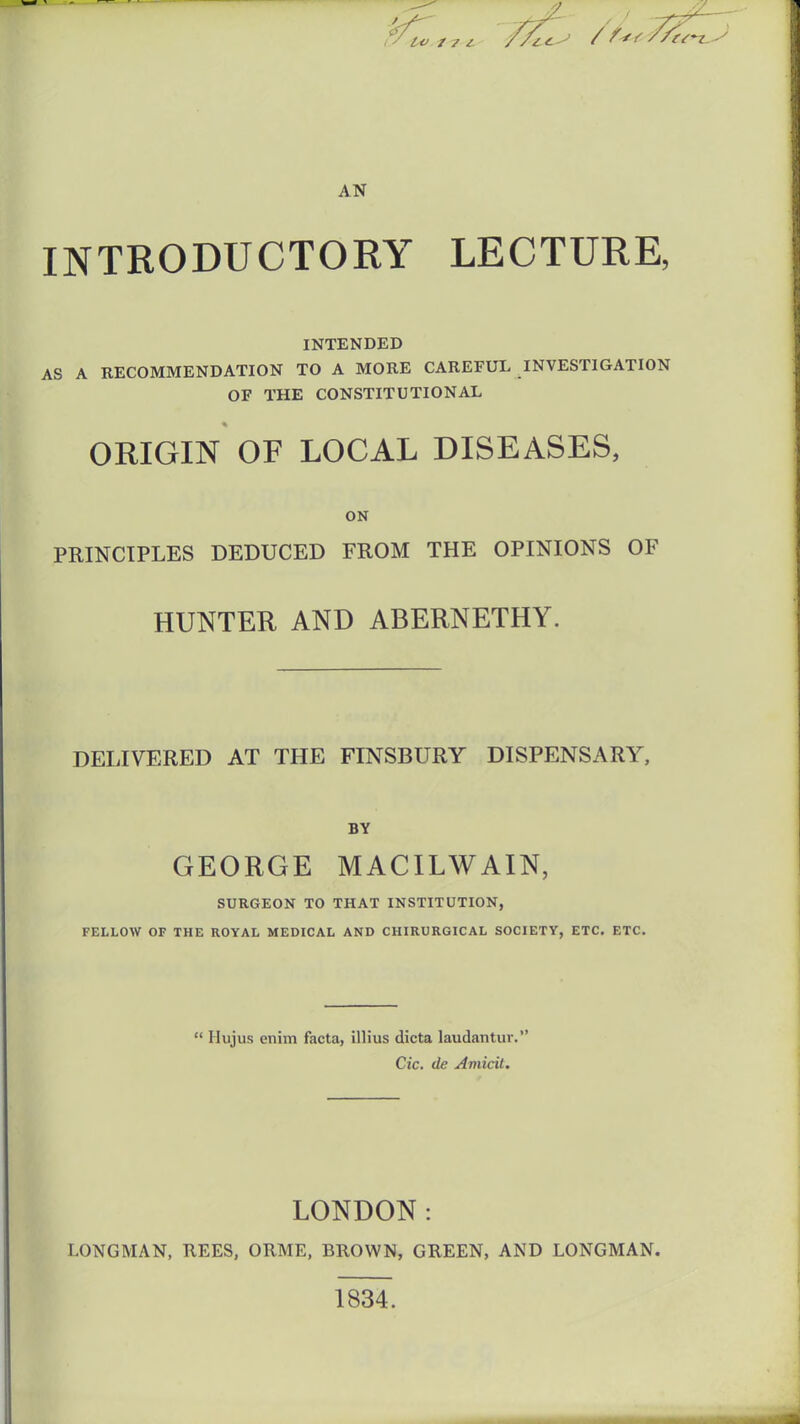 From the Author
AN
INTRODUCTORY LECTURE,
INTENDED
AS A RECOMMENDATION TO A MORE CAREFUL INVESTIGATION
OF THE CONSTITUTIONAL
ORIGIN OF LOCAL DISEASES,
ON
PRINCIPLES DEDUCED FROM THE OPINIONS OF
HUNTER AND ABERNETHY.
DELIVERED AT THE FINSBURY DISPENSARY,
BY
GEORGE MACILWAIN,
SURGEON TO THAT INSTITUTION,
FELLOW OF THE ROYAL MEDICAL AND CHIRURGICAL SOCIETY, ETC. ETC.
“ Hujus enim facta, illius dicta laudantur.”
Cic. de Amicit.
LONDON :
LONGMAN, REES, ORME, BROWN, GREEN, AND LONGMAN.
1834.